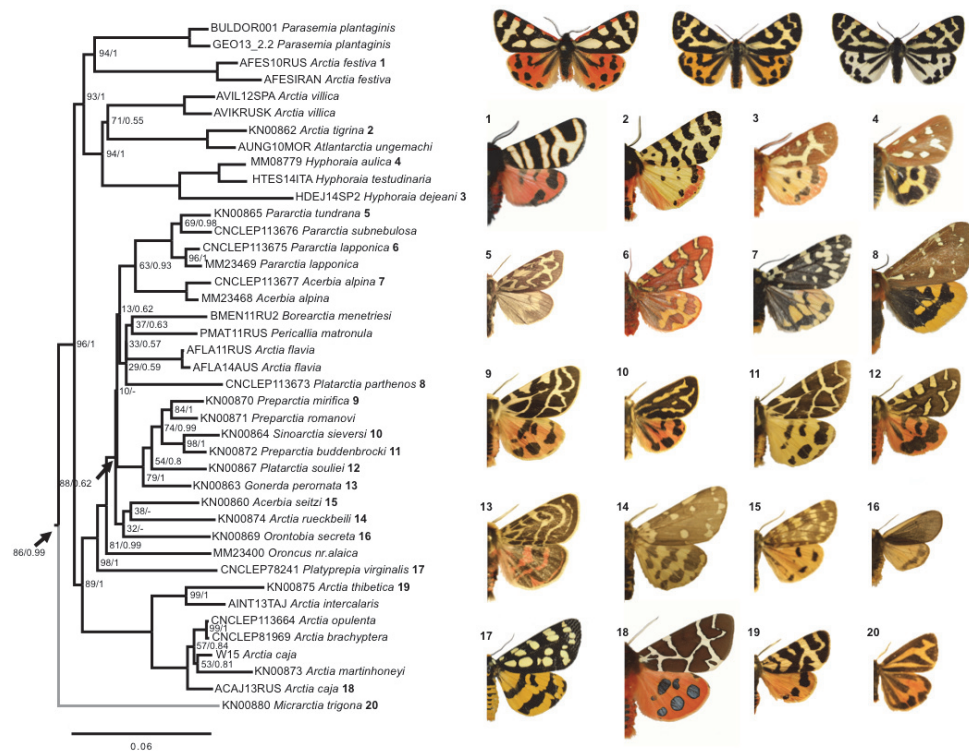 BULDOR001 Parasemia plantaginis
GEO13_2.2 Parasemia plantaginis
94/1
AFES10RUS Arctia festiva 1
AFESIRAN Arctia festiva
93/1
AVIL12SPA Arctia villica
AVIKRUSK Arctia villica
71/0.55
KN00862 Arctia tigrina 2
AUNG10MOR Atlantarctia ungemachi
94/1
MM08779 Hyphoraia aulica 4
HTES14ITA Hyphoraia testudinaria
HDEJ14SP2 Hyphoraia dejeani 3
KN00865 Pararctia tundrana 5
69/0.98
CNCLEP113676 Pararctia subnebulosa
CNCLEP113675 Pararctia lapponica 6
96/1
MM23469 Pararctia lapponica
63/0.93
CNCLEP113677 Acerbia alpina 7
MM23468 Acerbia alpina
13/0.62
BMEN11RU2 Borearctia menetriesi
37/0.63
PMAT11RUS Pericallia matronula
33/0.57
96/1
AFLA11RUS Arctia flavia
29/0.59
AFLA14AUS Arctia flavia
CNCLEP113673 Platarctia parthenos 8
10/-
KN00870 Preparctia mirifica 9
84/1
KN00871 Preparctia romanovi
74/0.99
KN00864 Sinoarctia sieversi 10
98/1
KN00872 Preparctia buddenbrocki 11
54/0.8
KN00867 Platarctia souliei 12
79/1
88/0.62
KN00863 Gonerda perornata 13
KN00860 Acerbia seitzi 15
38/-
KN00874 Arctia rueckbeili 14
32/-
KN00869 Orontobia secreta 16
81/0.99
86/0.99
MM23400 Oroncus nr.alaica
98/1
CNCLEP78241 Platyprepia virginalis 17
89/1
KN00875 Arctia thibetica 19
99/1
AINT13TAJ Arctia intercalaris
CNCLEP113664 Arctia opulenta
99/1
CNCLEP81969 Arctia brachyptera
57/0.84
W15 Arctia caja
53/0.81
KN00873 Arctia martinhoneyi
ACAJ13RUS Arctia caja 18
KN00880 Micrarctia trigona 20
0.06
1 2 3 4
5 6 7 8
9 10 11 12
13 14 15 16
17 18 19 20